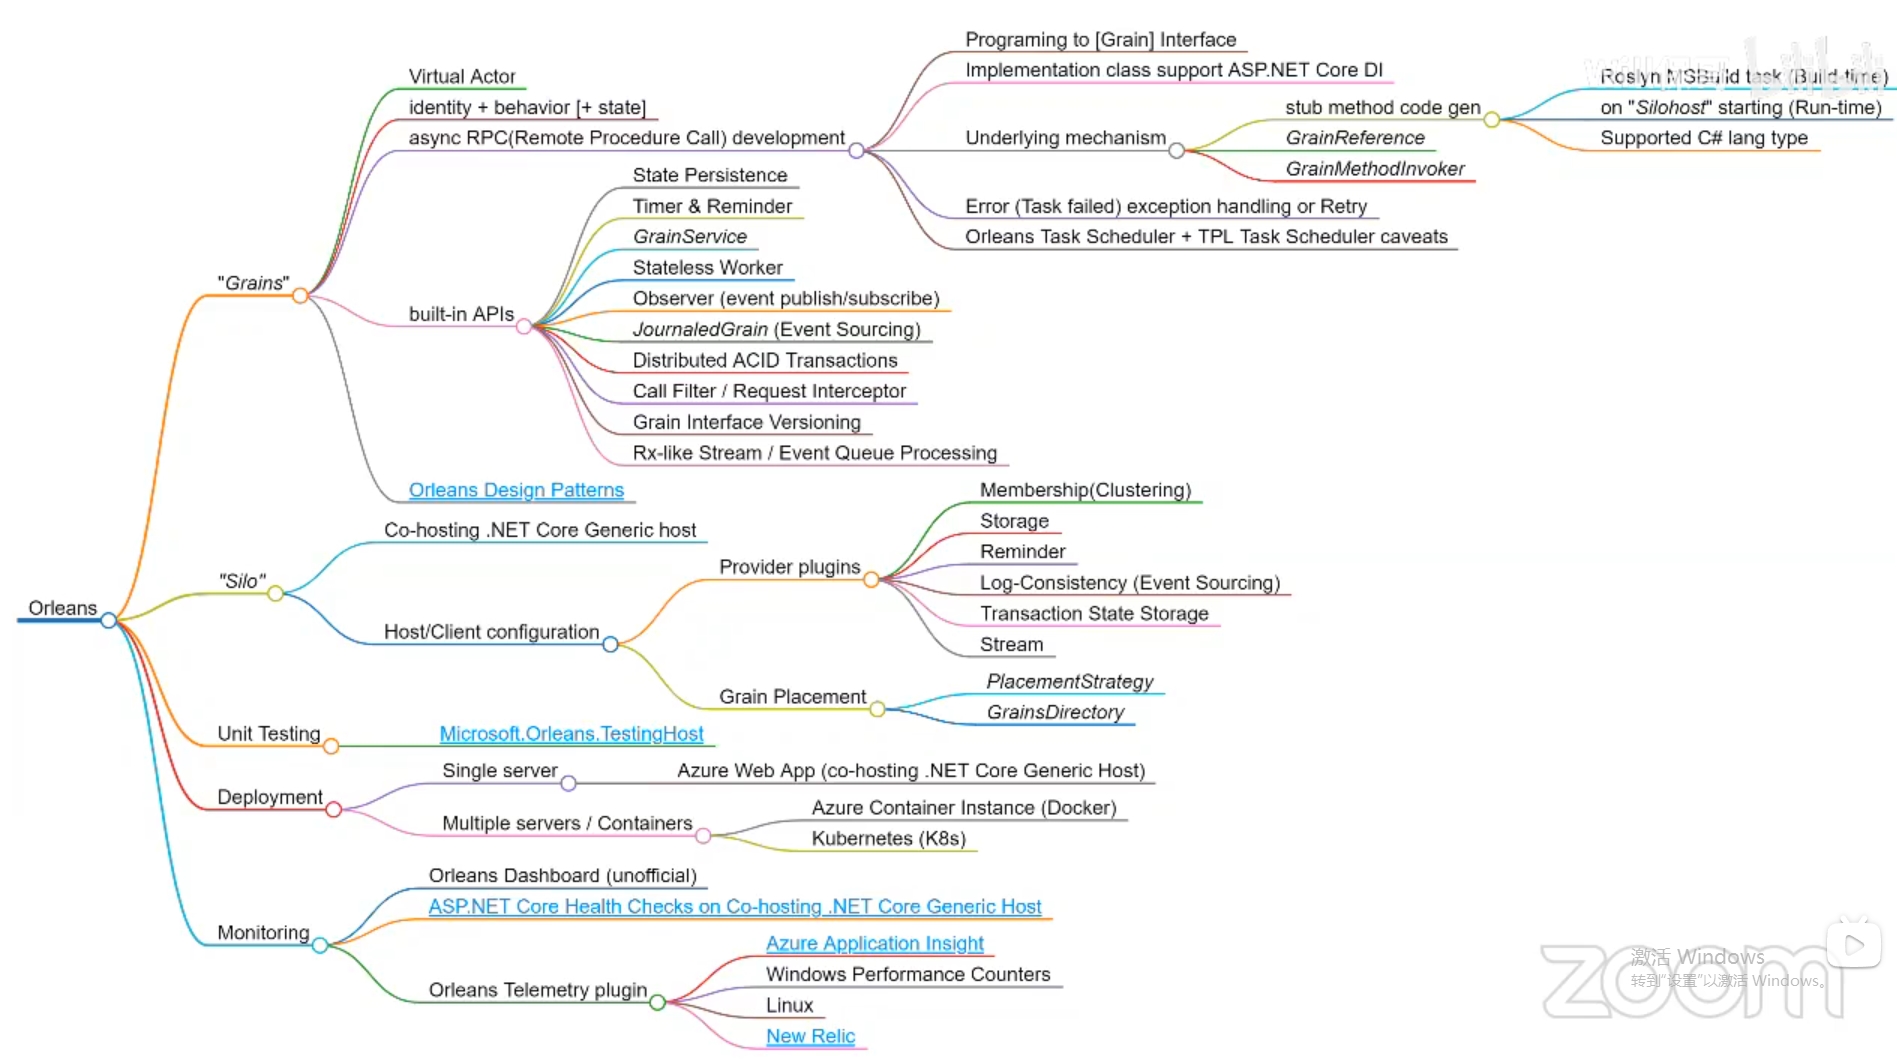 Orleans
"Grains"
Virtual Actor
identity + behavior [+ state]
async RPC(Remote Procedure Call) development
Programing to [Grain] Interface
Implementation class support ASP.NET Core DI
Underlying mechanism
stub method code gen
Roslyn MSBuild task (Build-time)
on "Silohost" starting (Run-time)
Supported C# lang type
GrainReference
GrainMethodInvoker
Error (Task failed) exception handling or Retry
Orleans Task Scheduler + TPL Task Scheduler caveats
built-in APIs
State Persistence
Timer & Reminder
GrainService
Stateless Worker
Observer (event publish/subscribe)
JournaledGrain (Event Sourcing)
Distributed ACID Transactions
Call Filter / Request Interceptor
Grain Interface Versioning
Rx-like Stream / Event Queue Processing
Orleans Design Patterns
"Silo"
Co-hosting .NET Core Generic host
Host/Client configuration
Provider plugins
Membership(Clustering)
Storage
Reminder
Log-Consistency (Event Sourcing)
Transaction State Storage
Stream
Grain Placement
PlacementStrategy
GrainsDirectory
Unit Testing
Microsoft.Orleans.TestingHost
Deployment
Single server
Azure Web App (co-hosting .NET Core Generic Host)
Multiple servers / Containers
Azure Container Instance (Docker)
Kubernetes (K8s)
Monitoring
Orleans Dashboard (unofficial)
ASP.NET Core Health Checks on Co-hosting .NET Core Generic Host
Orleans Telemetry plugin
Azure Application Insight
Windows Performance Counters
Linux
New Relic
zoom
激活 Windows
转到"设置"以激活 Windows。